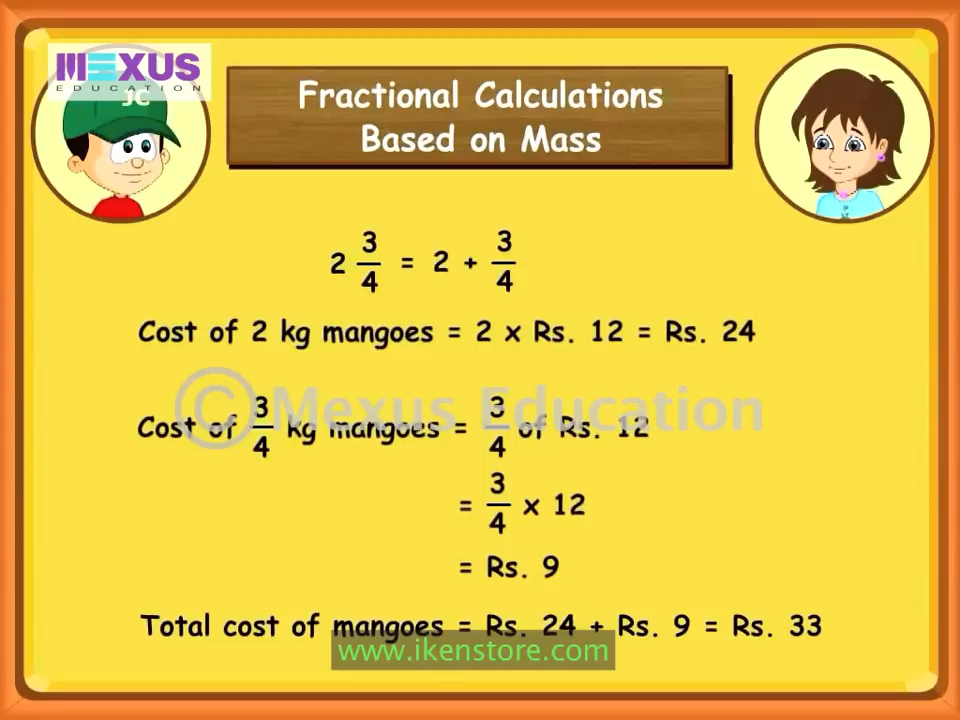 MEXUS
EDUCATION
JC
Fractional Calculations
Based on Mass
2 3/4 = 2 + 3/4
Cost of 2 kg mangoes = 2 x Rs. 12 = Rs. 24
© Mexus Education
Cost of 3/4 kg mangoes = 3/4 of Rs. 12
= 3/4 x 12
= Rs. 9
Total cost of mangoes = Rs. 24 + Rs. 9 = Rs. 33
www.ikenstore.com